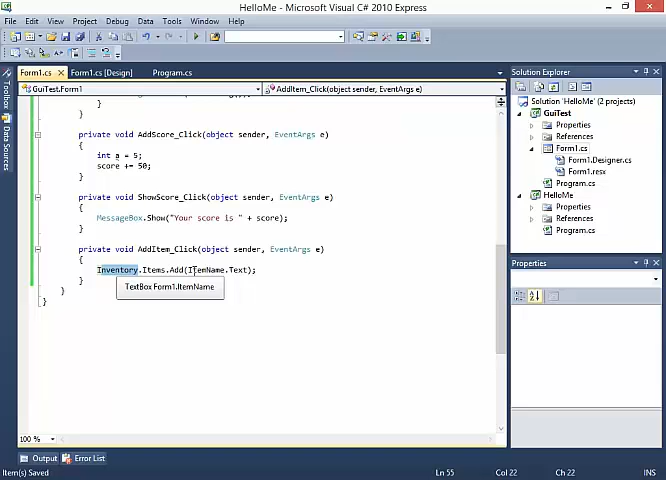 HelloMe - Microsoft Visual C# 2010 Express
File Edit View Project Debug Data Tools Window Help
Form1.cs Form1.cs [Design] Program.cs
GuiTest.Form1 AddItem_Click(object sender, EventArgs e)
}
}
private void AddScore_Click(object sender, EventArgs e)
{
int a = 5;
score += 50;
}
private void ShowScore_Click(object sender, EventArgs e)
{
MessageBox.Show("Your score is " + score);
}
private void AddItem_Click(object sender, EventArgs e)
{
Inventory.Items.Add(ItemName.Text);
}
TextBox Form1.ItemName
}
}
100 %
Output Error List
Item(s) Saved Ln 55 Col 22 Ch 22 INS
Toolbox
Data Sources
Solution Explorer
Solution 'HelloMe' (2 projects)
GuiTest
Properties
References
Form1.cs
Form1.Designer.cs
Form1.resx
Program.cs
HelloMe
Properties
References
Program.cs
Properties